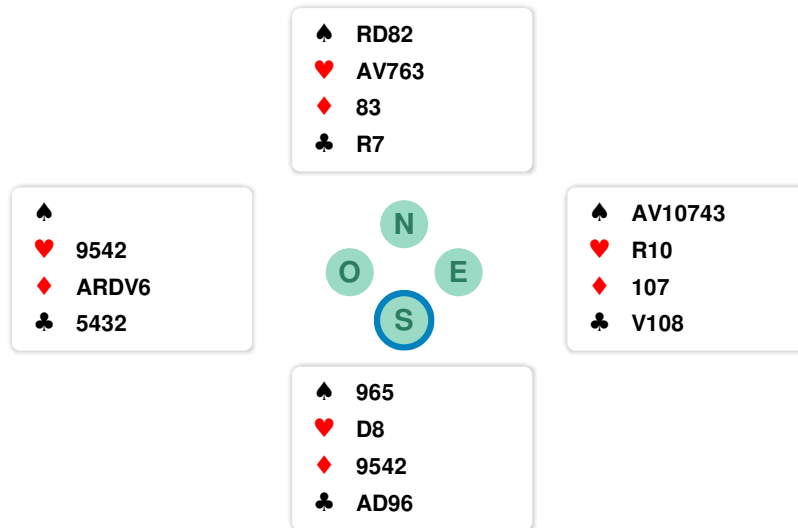 ♠ RD82
♥ AV763
♦ 83
♣ R7
♠
♥ 9542
♦ ARDV6
♣ 5432
N
O E
S
♠ AV10743
♥ R10
♦ 107
♣ V108
♠ 965
♥ D8
♦ 9542
♣ AD96